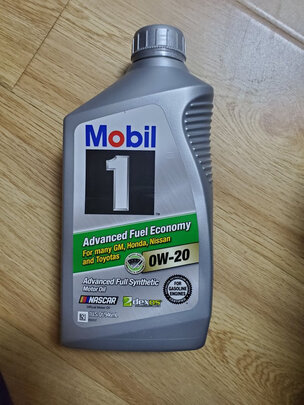 Mobil
1
Advanced Fuel Economy
For many GM, Honda, Nissan
and Toyotas
0W-20
Advanced Full Synthetic
Motor Oil
FOR
GASOLINE
ENGINES
NASCAR
2 dexos